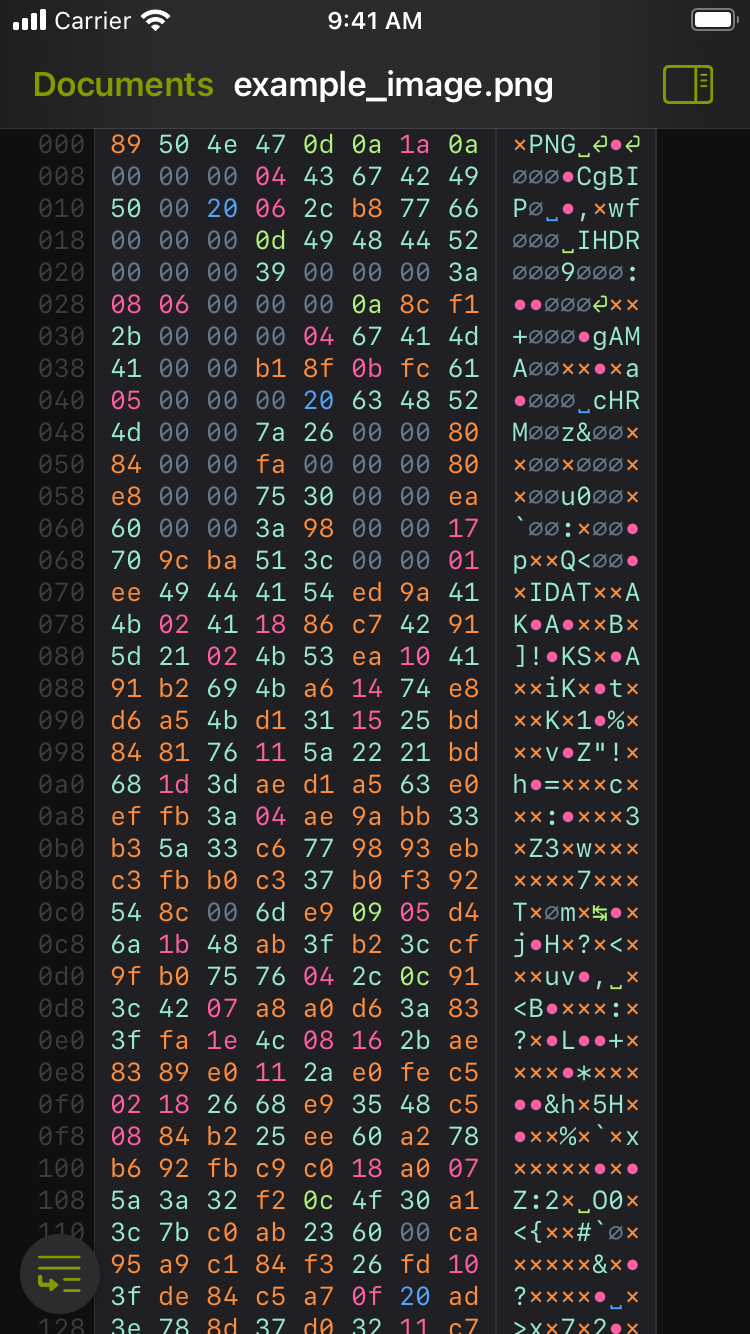 Carrier 9:41 AM
Documents example_image.png
000 89 50 4e 47 0d 0a 1a 0a ×PNG␣⏎•⏎
008 00 00 00 04 43 67 42 49 ∅∅∅•CgBI
010 50 00 20 06 2c b8 77 66 P∅␣•,×wf
018 00 00 00 0d 49 48 44 52 ∅∅∅␣IHDR
020 00 00 00 39 00 00 00 3a ∅∅∅9∅∅∅:
028 08 06 00 00 00 0a 8c f1 ••∅∅∅⏎××
030 2b 00 00 00 04 67 41 4d +∅∅∅•gAM
038 41 00 00 b1 8f 0b fc 61 A∅∅××•×a
040 05 00 00 00 20 63 48 52 •∅∅∅␣cHR
048 4d 00 00 7a 26 00 00 80 M∅∅z&∅∅×
050 84 00 00 fa 00 00 00 80 ×∅∅×∅∅∅×
058 e8 00 00 75 30 00 00 ea ×∅∅u0∅∅×
060 60 00 00 3a 98 00 00 17 `∅∅:×∅∅•
068 70 9c ba 51 3c 00 00 01 p××Q<∅∅•
070 ee 49 44 41 54 ed 9a 41 ×IDAT××A
078 4b 02 41 18 86 c7 42 91 K•A•××B×
080 5d 21 02 4b 53 ea 10 41 ]!•KS×•A
088 91 b2 69 4b a6 14 74 e8 ××iK×•t×
090 d6 a5 4b d1 31 15 25 bd ××K×1•%×
098 84 81 76 11 5a 22 21 bd ××v•Z"!×
0a0 68 1d 3d ae d1 a5 63 e0 h•=×××c×
0a8 ef fb 3a 04 ae 9a bb 33 ××:•×××3
0b0 b3 5a 33 c6 77 98 93 eb ×Z3×w×××
0b8 c3 fb b0 c3 37 b0 f3 92 ××××7×××
0c0 54 8c 00 6d e9 09 05 d4 T×∅m×↹•×
0c8 6a 1b 48 ab 3f b2 3c cf j•H×?×<×
0d0 9f b0 75 76 04 2c 0c 91 ××uv•,␣×
0d8 3c 42 07 a8 a0 d6 3a 83 <B•×××:×
0e0 3f fa 1e 4c 08 16 2b ae ?×•L••+×
0e8 83 89 e0 11 2a e0 fe c5 ×××•*×××
0f0 02 18 26 68 e9 35 48 c5 ••&h×5H×
0f8 08 84 b2 25 ee 60 a2 78 •××%×`×x
100 b6 92 fb c9 c0 18 a0 07 ×××××•×•
108 5a 3a 32 f2 0c 4f 30 a1 Z:2×␣O0×
110 3c 7b c0 ab 23 60 00 ca <{××#`∅×
95 a9 c1 84 f3 26 fd 10 ×××××&×•
3f de 84 c5 a7 0f 20 ad ?××××•␣×
128 3e 78 8d 37 d0 32 11 c7 >x×7×2•×